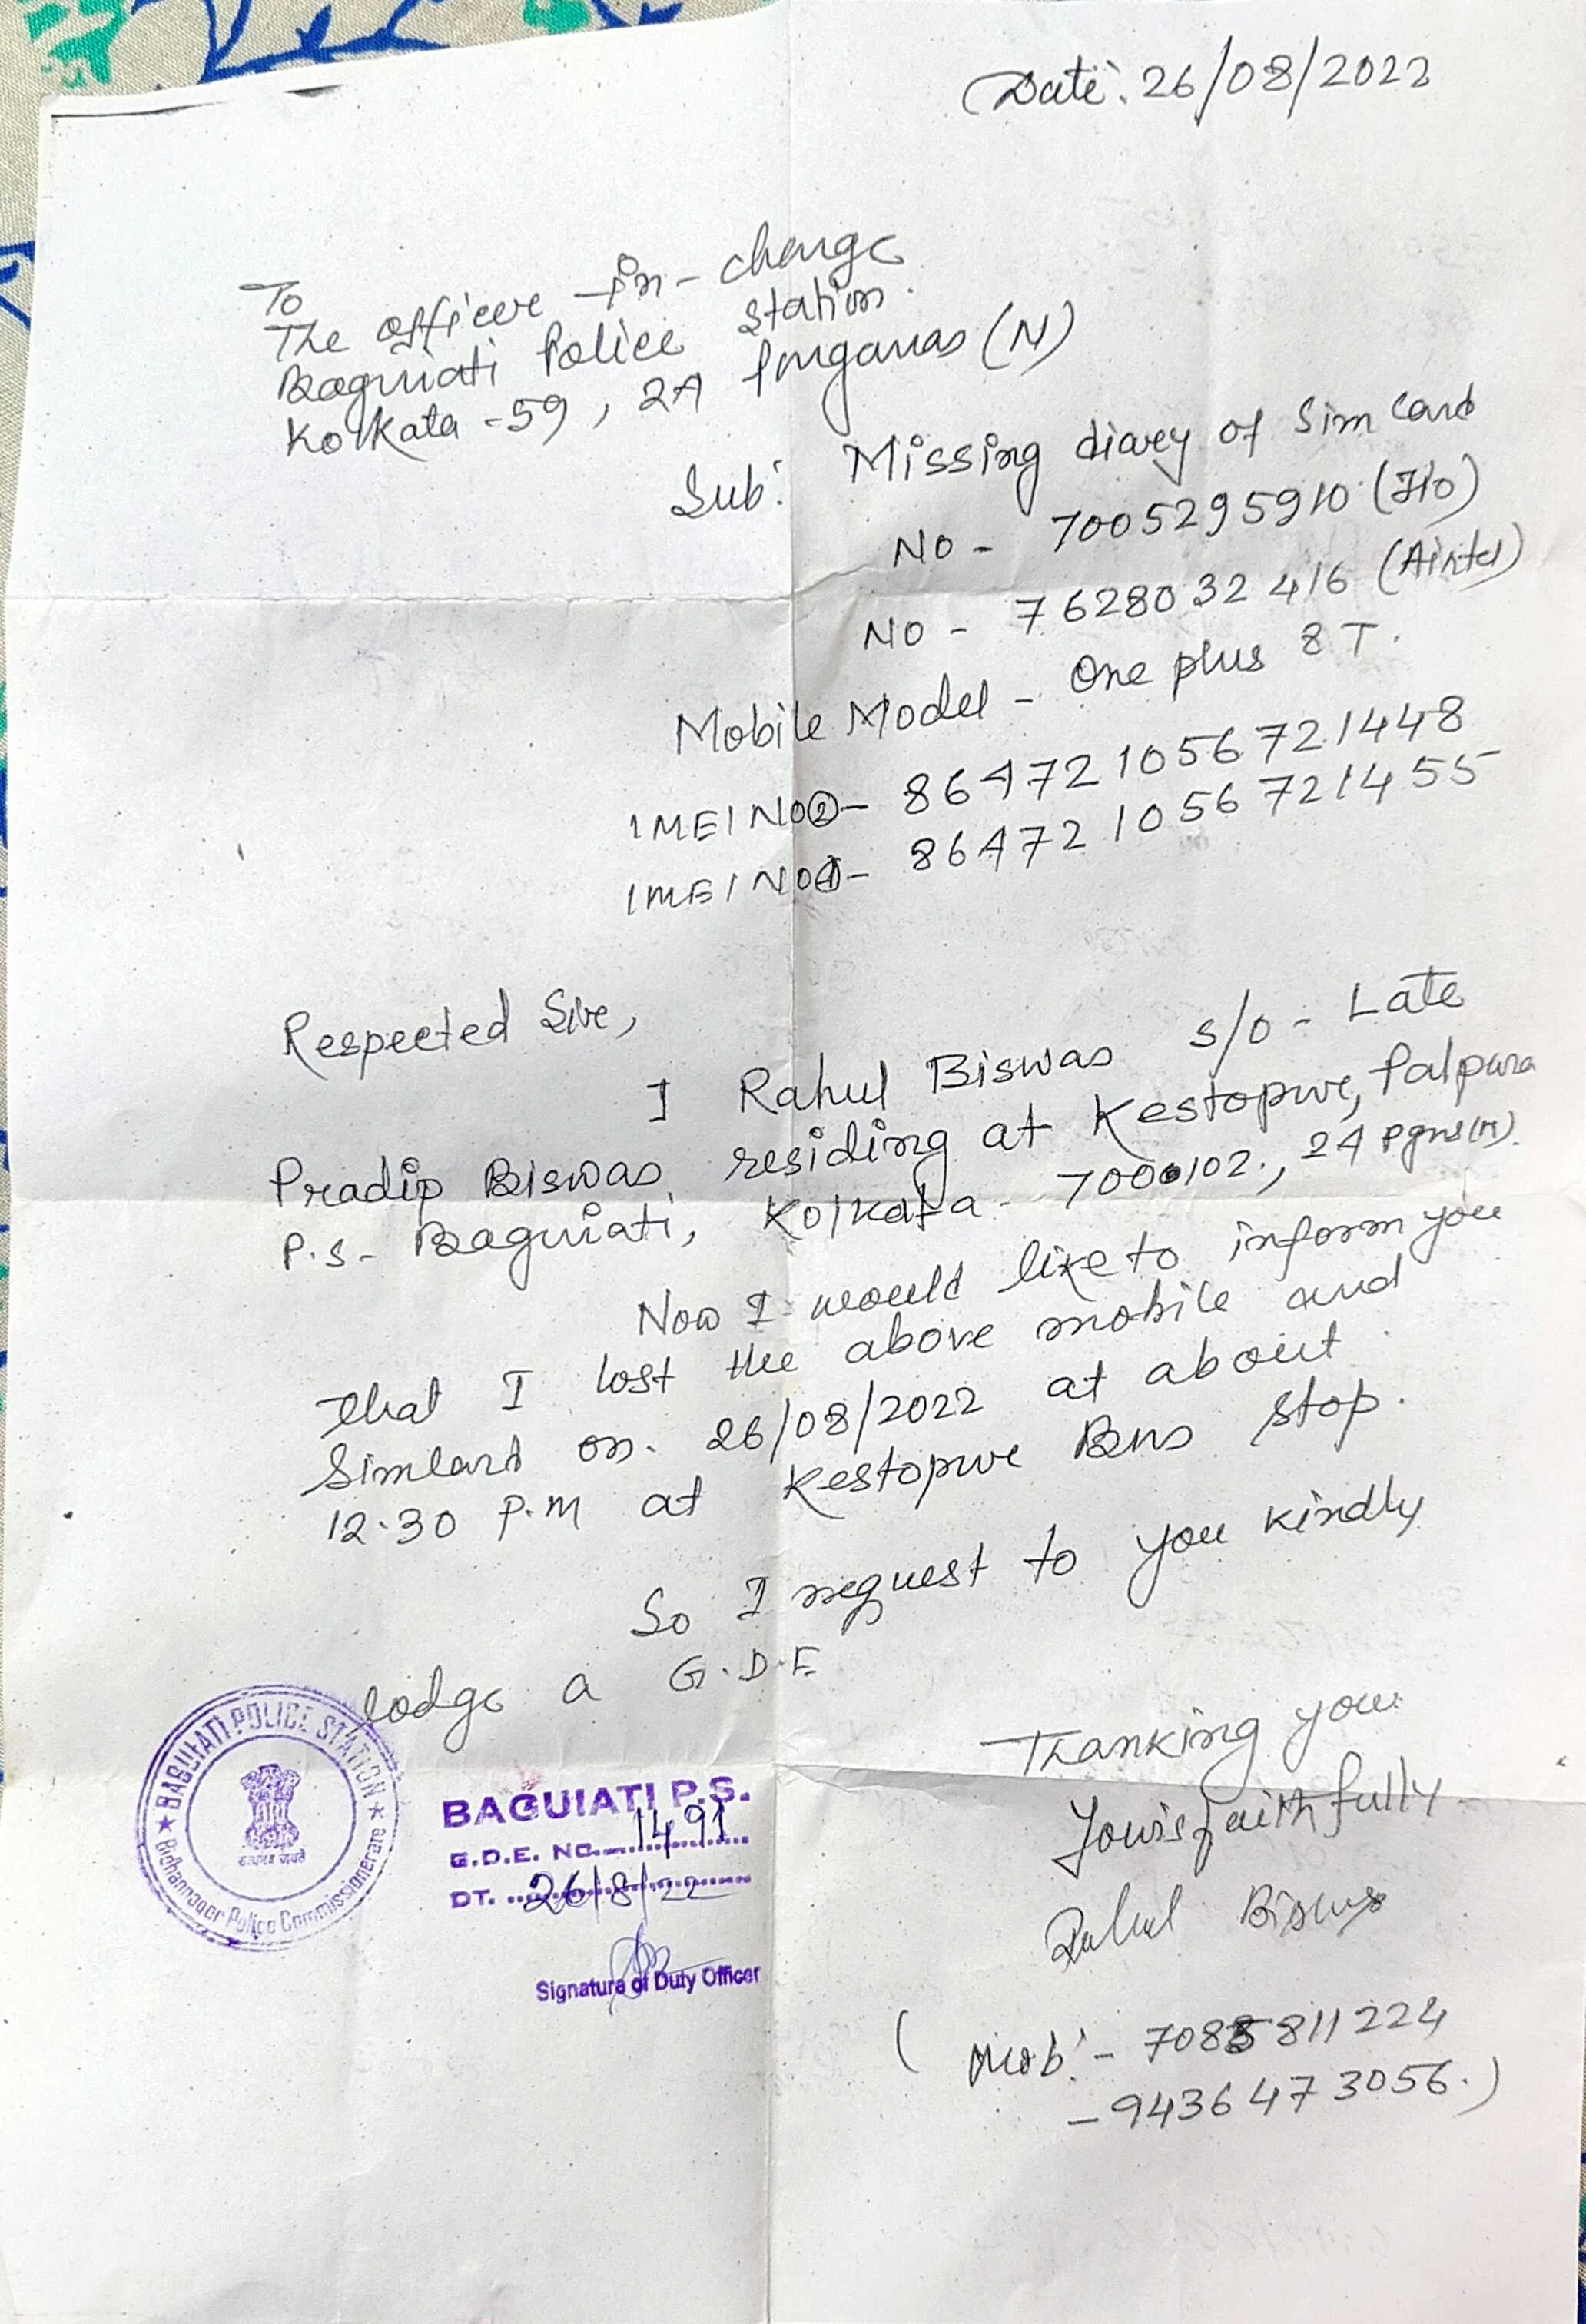 Date: 26/08/2022
To
The officer -in- charge
Baguiati Police Station.
Kolkata -59, 24 Parganas (N)
Sub: Missing diary of Sim Card
No - 7005295910 (Jio)
No - 7628032416 (Airtel)
Mobile Model - One plus 8T.
IMEI NO② - 864721056721448
IMEI NO① - 864721056721455
Respected Sir,
I Rahul Biswas s/o - Late
Pradip Biswas residing at Kestopur, Palpara
P.S - Baguiati, Kolkata - 7000102., 24 pgns(N).
Now I would like to inform you
that I lost the above mobile and
Simcard on. 26/08/2022 at about
12.30 P.M at Kestopur Bus Stop.
So I request to you kindly
lodge a G.D.E
Thanking you
Yours faithfully
Rahul Biswas
(Mob: - 7085811224
- 9436473056.)
BAGUIATI POLICE STATION
Bidhannagar Police Commissionerate
सत्यमेव जयते
BAGUIATI P.S.
G.D.E. NO. 1491
DT. 26/8/22
Signature of Duty Officer